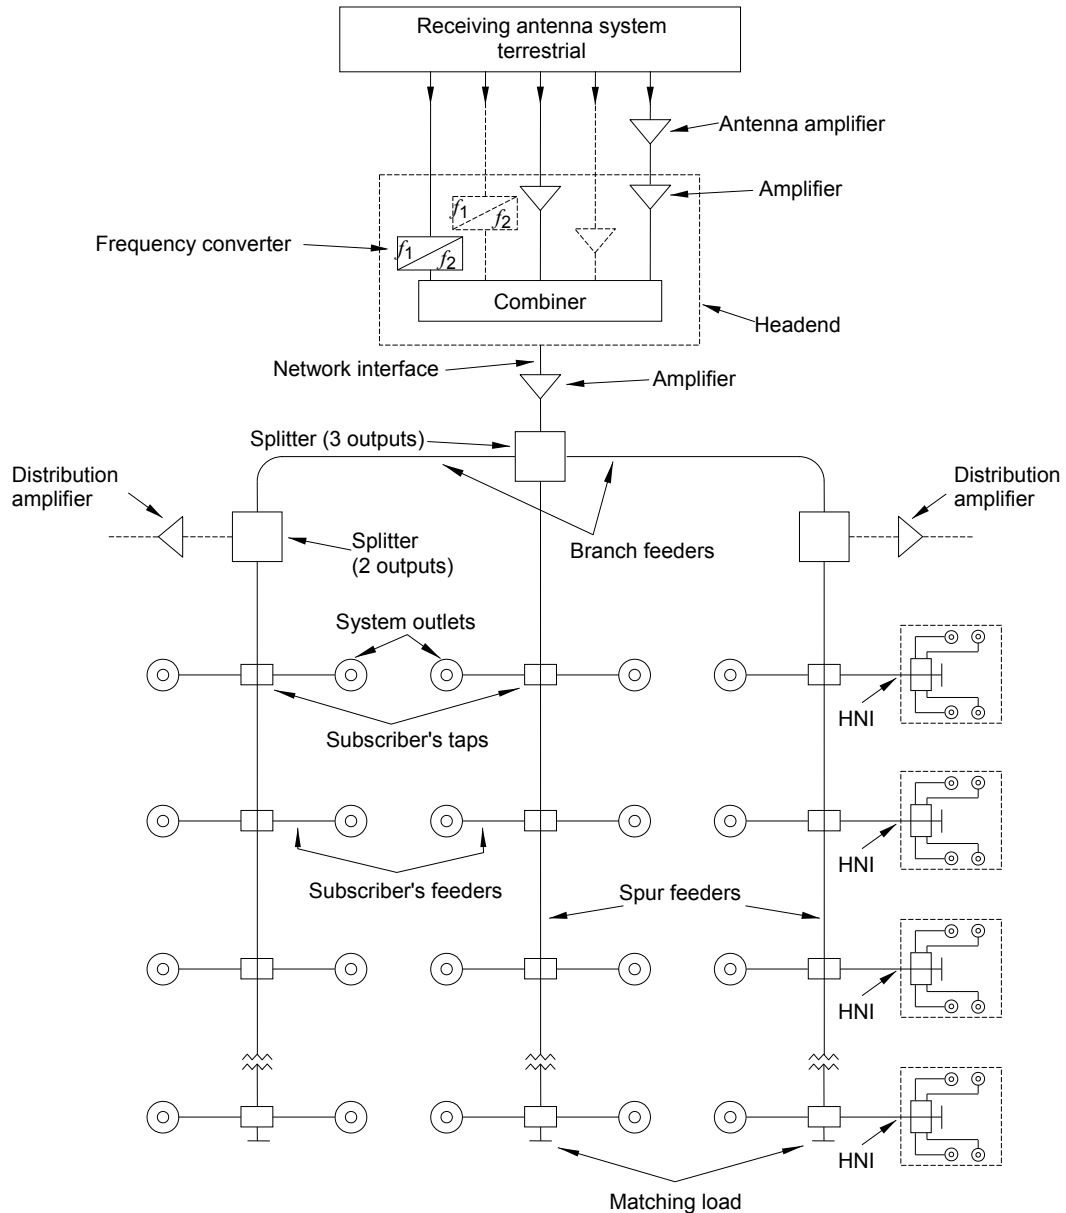 Receiving antenna system
terrestrial
Antenna amplifier
Amplifier
f1
f2
Frequency converter
f1
f2
Combiner
Headend
Network interface
Amplifier
Splitter (3 outputs)
Distribution
amplifier
Distribution
amplifier
Splitter
(2 outputs)
Branch feeders
System outlets
HNI
Subscriber's taps
HNI
Subscriber's feeders
Spur feeders
HNI
HNI
Matching load